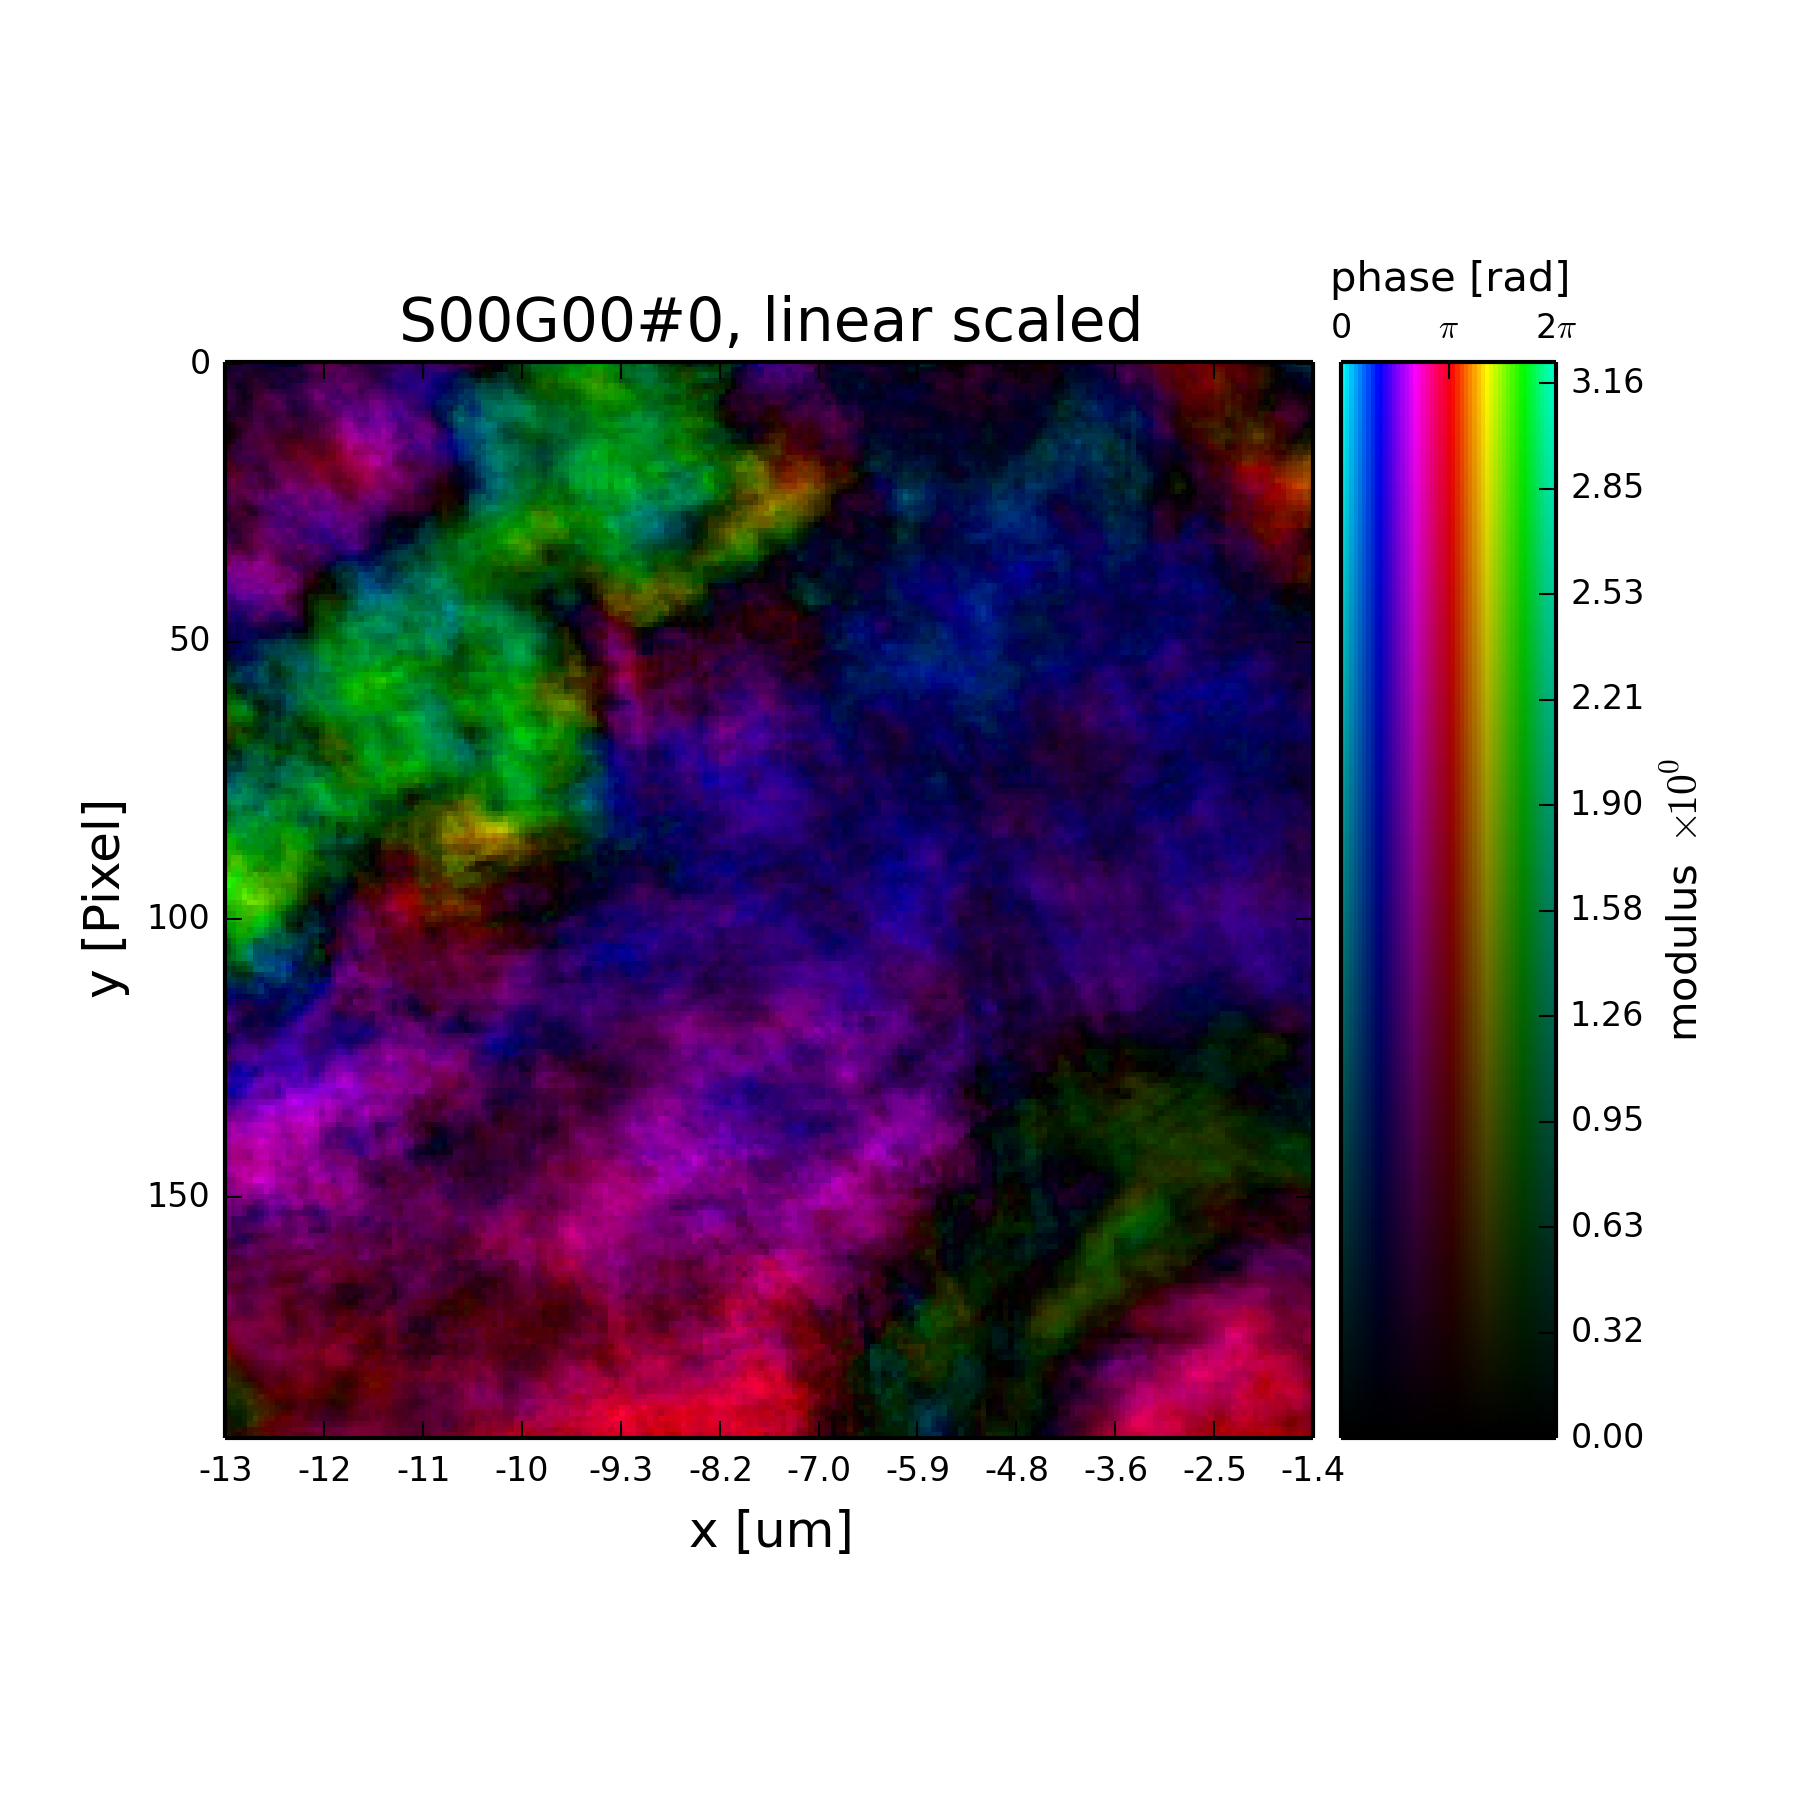 phase [rad]
0 π 2π
S00G00#0, linear scaled
0
50
100
150
y [Pixel]
-13 -12 -11 -10 -9.3 -8.2 -7.0 -5.9 -4.8 -3.6 -2.5 -1.4
x [um]
3.16
2.85
2.53
2.21
1.90
1.58
1.26
0.95
0.63
0.32
0.00
modulus ×10⁰